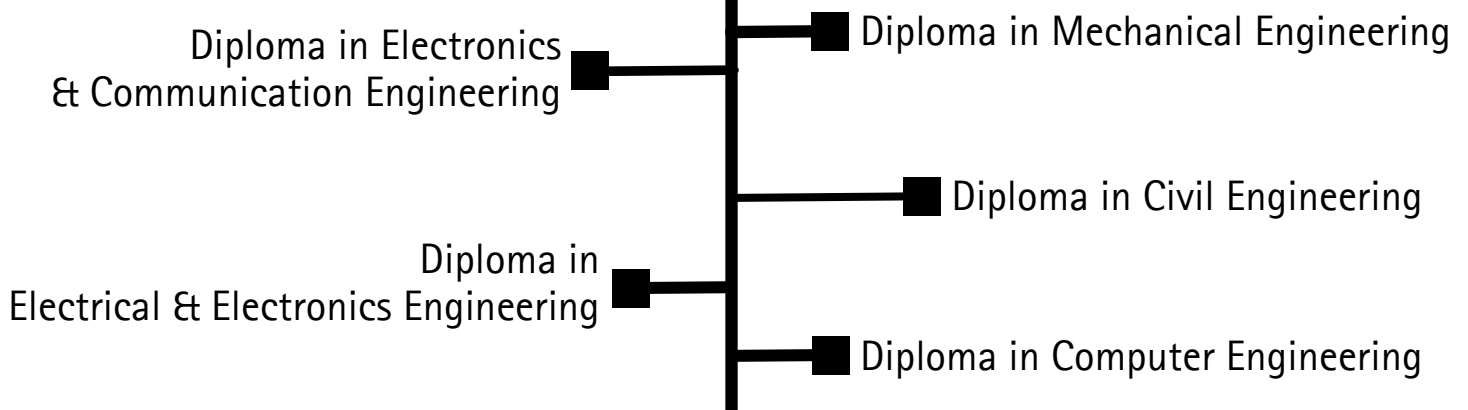 Diploma in Mechanical Engineering
Diploma in Electronics
& Communication Engineering
Diploma in Civil Engineering
Diploma in
Electrical & Electronics Engineering
Diploma in Computer Engineering